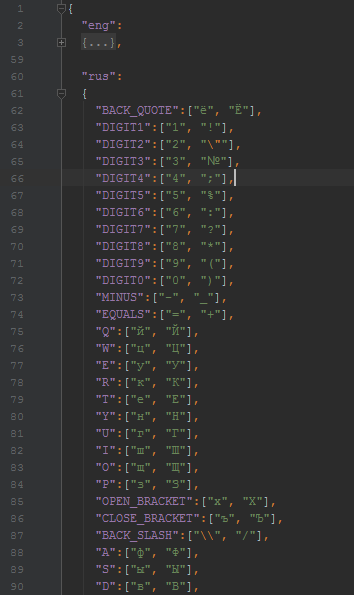 1 {
2 "eng":
3 {...},
59
60 "rus":
61 {
62 "BACK_QUOTE":["ё", "Ё"],
63 "DIGIT1":["1", "!"],
64 "DIGIT2":["2", "\""],
65 "DIGIT3":["3", "№"],
66 "DIGIT4":["4", ";"],
67 "DIGIT5":["5", "%"],
68 "DIGIT6":["6", ":"],
69 "DIGIT7":["7", "?"],
70 "DIGIT8":["8", "*"],
71 "DIGIT9":["9", "("],
72 "DIGIT0":["0", ")"],
73 "MINUS":["-", "_"],
74 "EQUALS":["=", "+"],
75 "Q":["й", "Й"],
76 "W":["ц", "Ц"],
77 "E":["у", "У"],
78 "R":["к", "К"],
79 "T":["е", "Е"],
80 "Y":["н", "Н"],
81 "U":["г", "Г"],
82 "I":["ш", "Ш"],
83 "O":["щ", "Щ"],
84 "P":["з", "З"],
85 "OPEN_BRACKET":["х", "Х"],
86 "CLOSE_BRACKET":["ъ", "Ъ"],
87 "BACK_SLASH":["\\", "/"],
88 "A":["ф", "Ф"],
89 "S":["ы", "Ы"],
90 "D":["в", "В"],